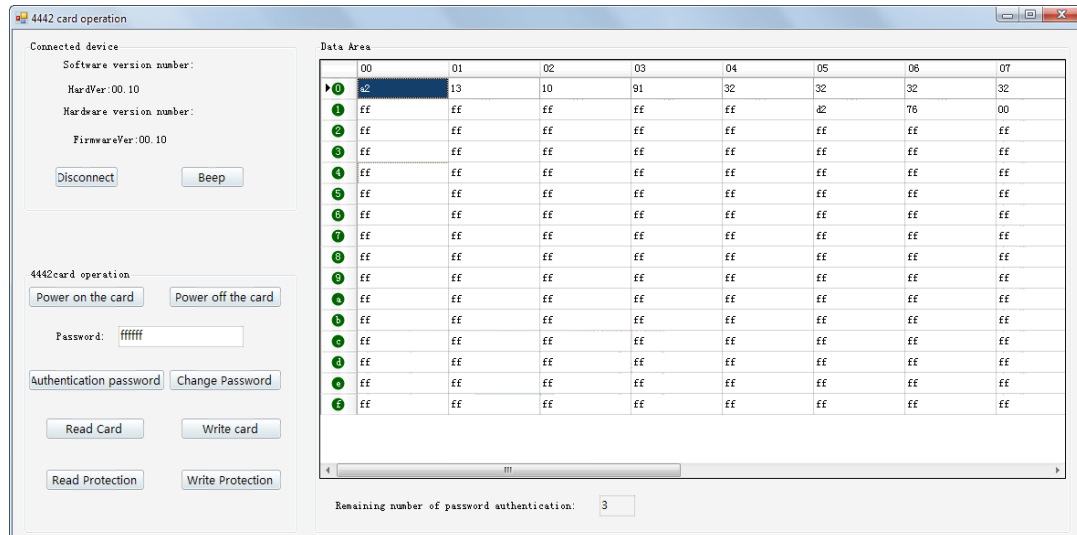 4442 card operation
Connected device
Software version number:
HardVer:00.10
Hardware version number:
FirmwareVer:00.10
Disconnect Beep
4442card operation
Power on the card Power off the card
Password: ffffff
Authentication password Change Password
Read Card Write card
Read Protection Write Protection
Data Area
00 01 02 03 04 05 06 07
0 a2 13 10 91 32 32 32 32
1 ff ff ff ff ff d2 76 00
2 ff ff ff ff ff ff ff ff
3 ff ff ff ff ff ff ff ff
4 ff ff ff ff ff ff ff ff
5 ff ff ff ff ff ff ff ff
6 ff ff ff ff ff ff ff ff
7 ff ff ff ff ff ff ff ff
8 ff ff ff ff ff ff ff ff
9 ff ff ff ff ff ff ff ff
a ff ff ff ff ff ff ff ff
b ff ff ff ff ff ff ff ff
c ff ff ff ff ff ff ff ff
d ff ff ff ff ff ff ff ff
e ff ff ff ff ff ff ff ff
f ff ff ff ff ff ff ff ff
Remaining number of password authentication: 3